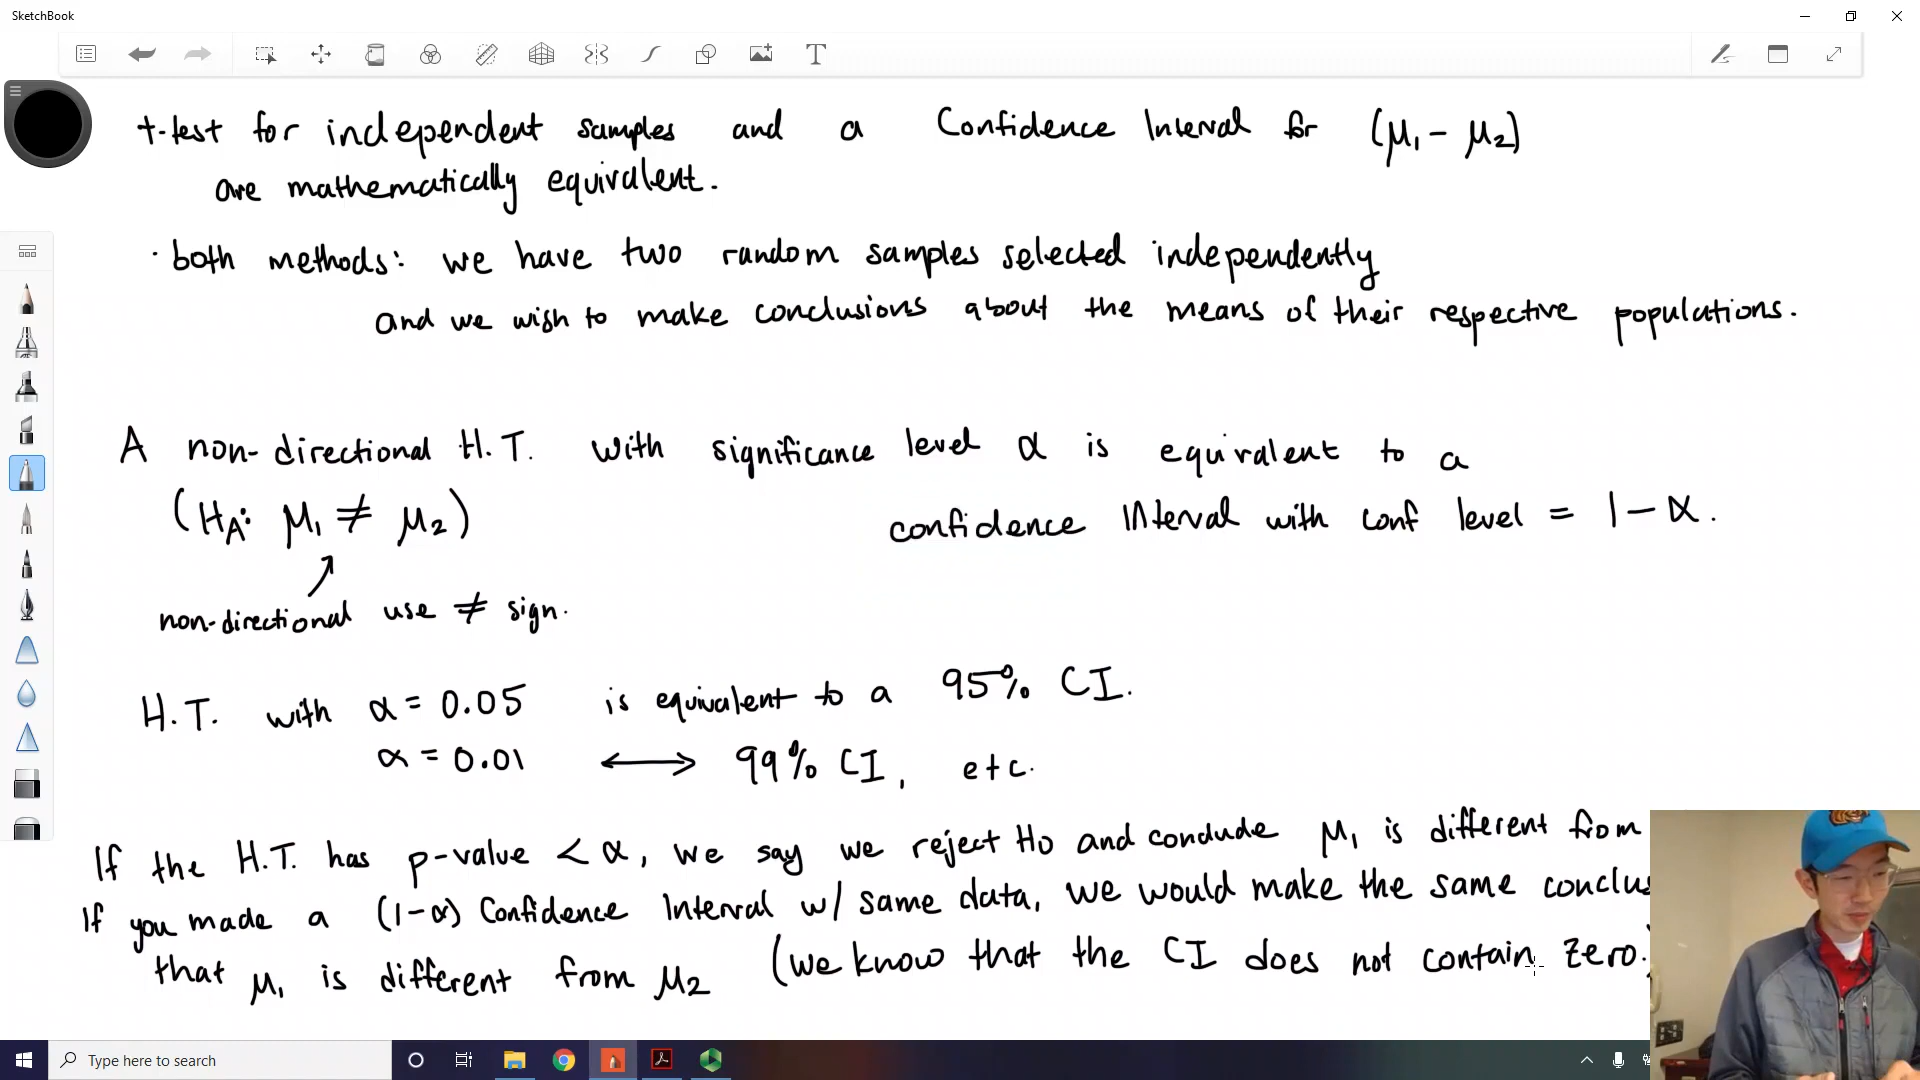 SketchBook
t-test for independent samples and a Confidence Interval for (μ₁ - μ₂)
are mathematically equivalent.
· both methods: we have two random samples selected independently
and we wish to make conclusions about the means of their respective populations.
A non-directional H.T. with significance level α is equivalent to a
(HA: μ₁ ≠ μ₂)
confidence Interval with conf level = 1 - α.
non-directional use ≠ sign.
H.T. with α = 0.05 is equivalent to a 95% CI.
α = 0.01 ⟷ 99% CI, etc.
If the H.T. has p-value < α, we say we reject H0 and conclude μ₁ is different from
If you made a (1-α) Confidence Interval w/ same data, we would make the same conclus
that μ₁ is different from μ₂ (we know that the CI does not contain zero.)
Type here to search